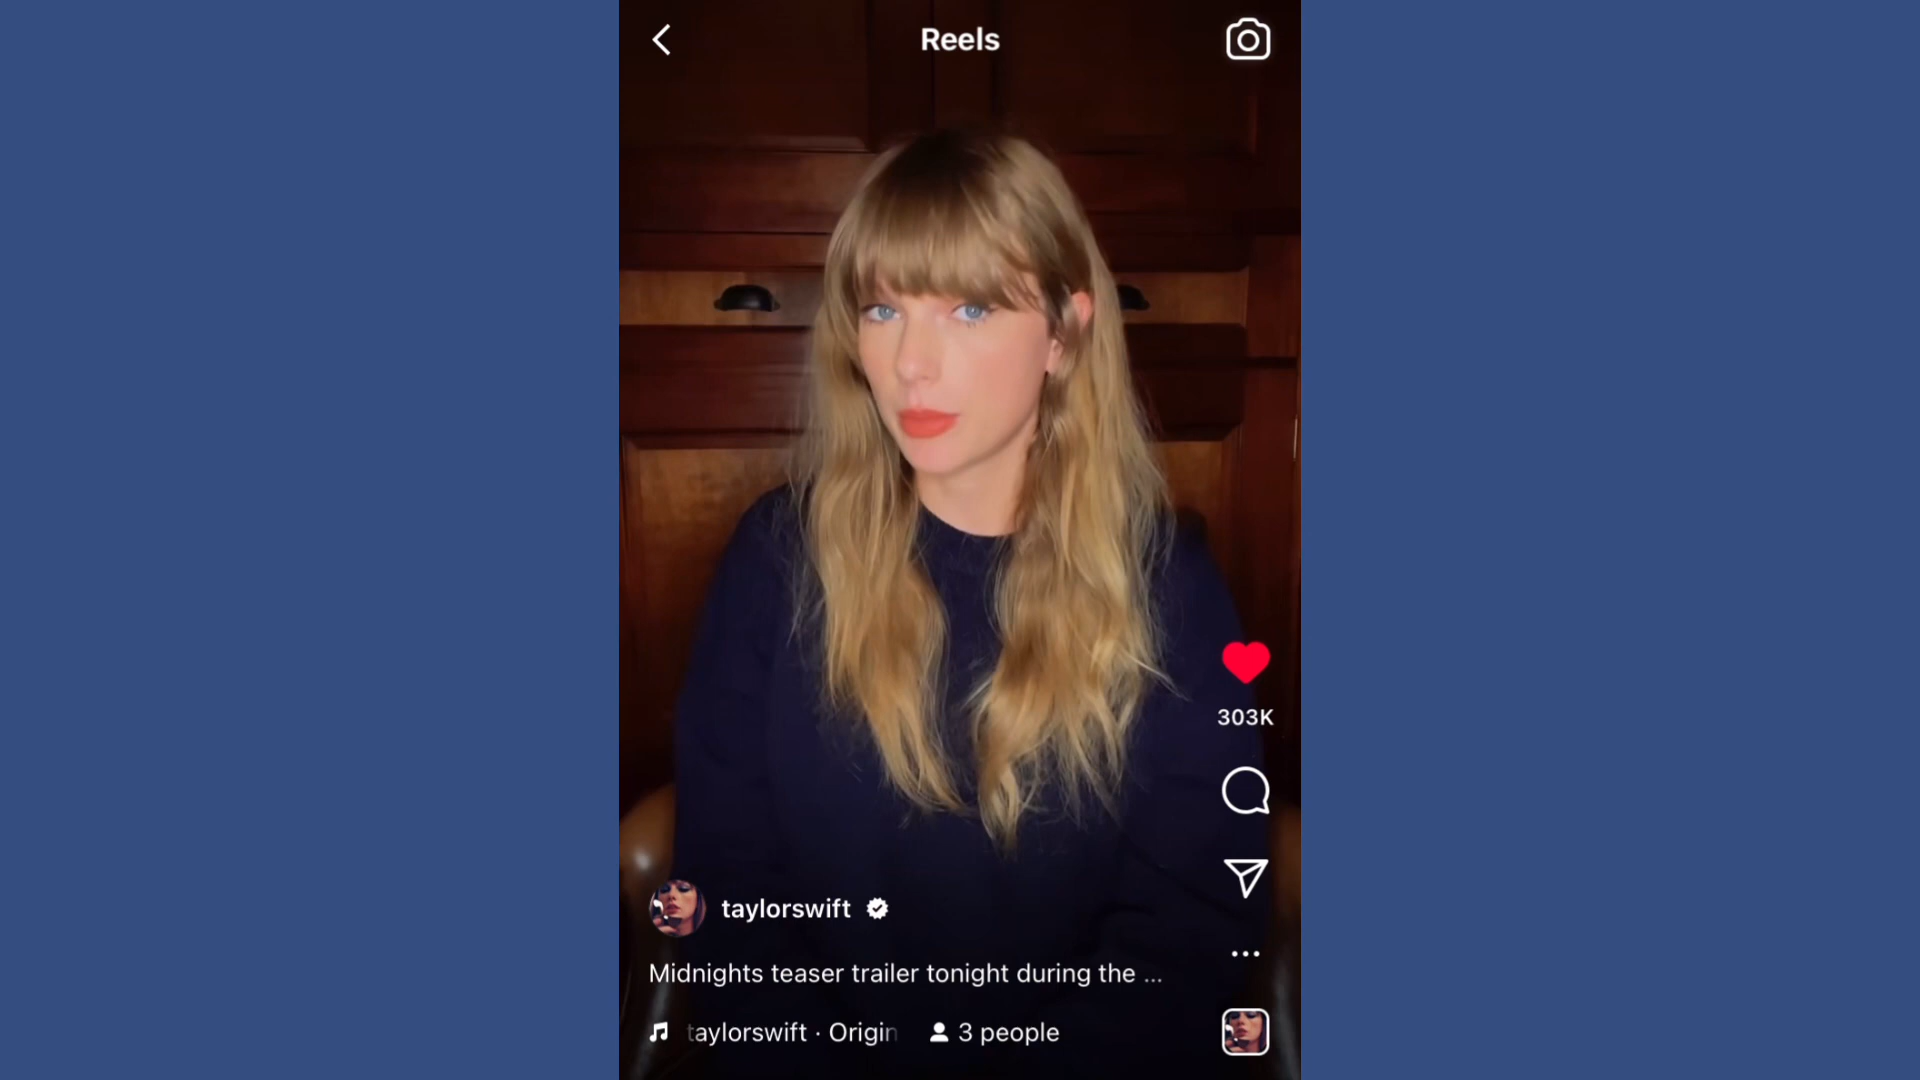 Reels
303K
taylorswift
Midnights teaser trailer tonight during the ...
taylorswift · Origin
3 people